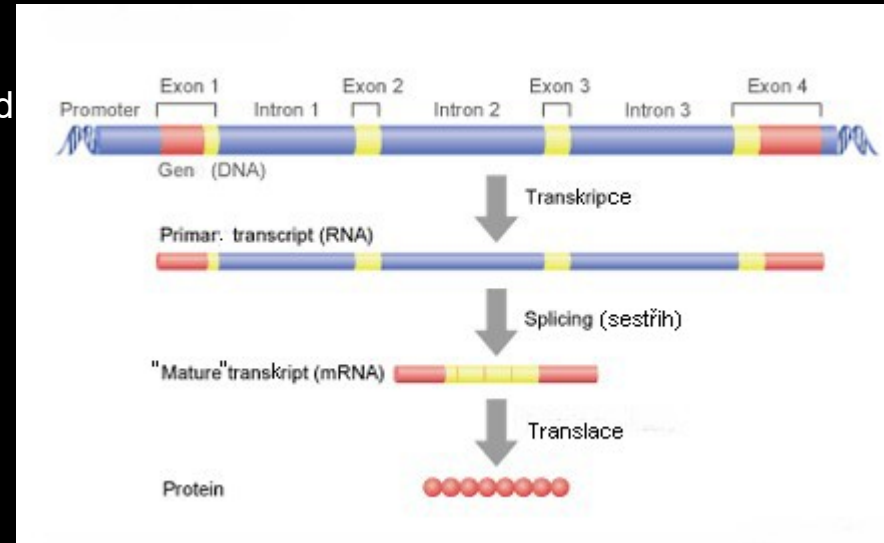 Exon 1 Exon 2 Exon 3 Exon 4
d
Promoter Intron 1 Intron 2 Intron 3
Gen (DNA)
Transkripce
Primar. transcript (RNA)
Splicing (sestřih)
"Mature"transkript (mRNA)
Translace
Protein